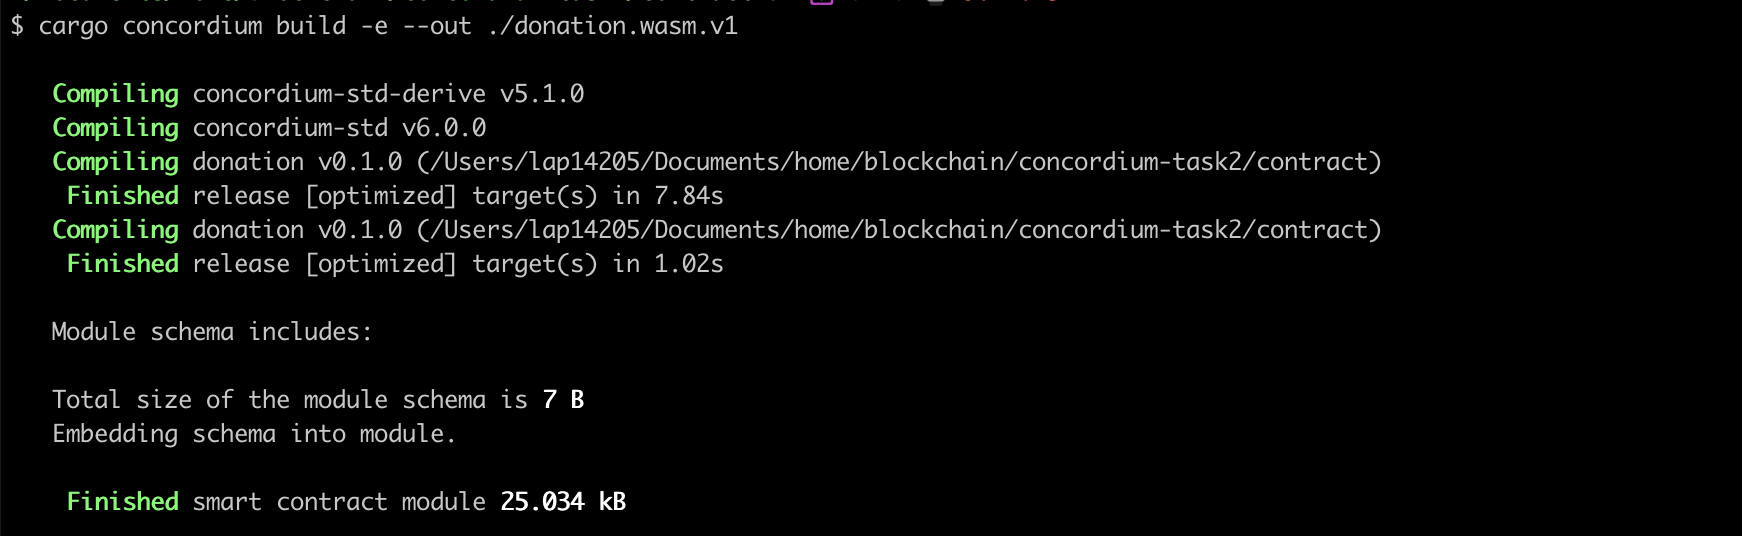 $ cargo concordium build -e --out ./donation.wasm.v1
Compiling concordium-std-derive v5.1.0
Compiling concordium-std v6.0.0
Compiling donation v0.1.0 (/Users/lap14205/Documents/home/blockchain/concordium-task2/contract)
Finished release [optimized] target(s) in 7.84s
Compiling donation v0.1.0 (/Users/lap14205/Documents/home/blockchain/concordium-task2/contract)
Finished release [optimized] target(s) in 1.02s
Module schema includes:
Total size of the module schema is 7 B
Embedding schema into module.
Finished smart contract module 25.034 kB